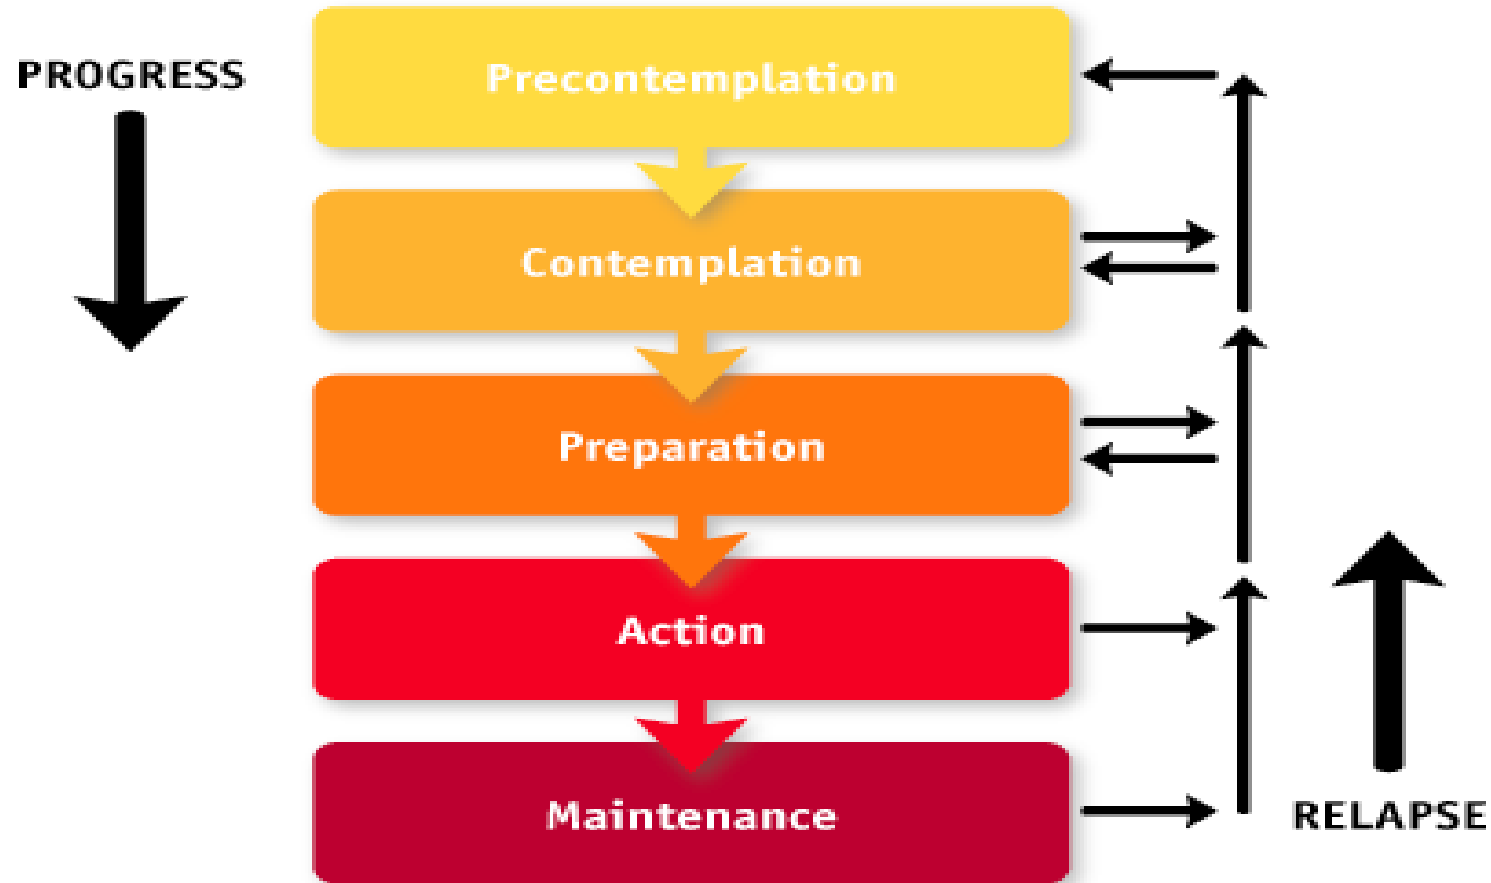 PROGRESS
Precontemplation
Contemplation
Preparation
Action
Maintenance
RELAPSE